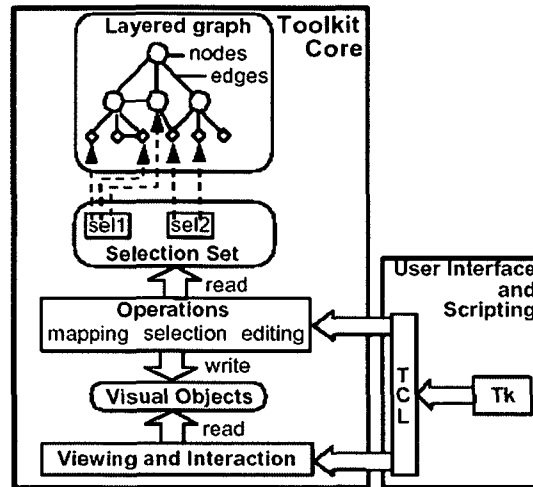 Layered graph
Toolkit
Core
nodes
edges
sel1
sel2
Selection Set
read
User Interface
and
Scripting
Operations
mapping selection editing
write
TCL
Tk
Visual Objects
read
Viewing and Interaction